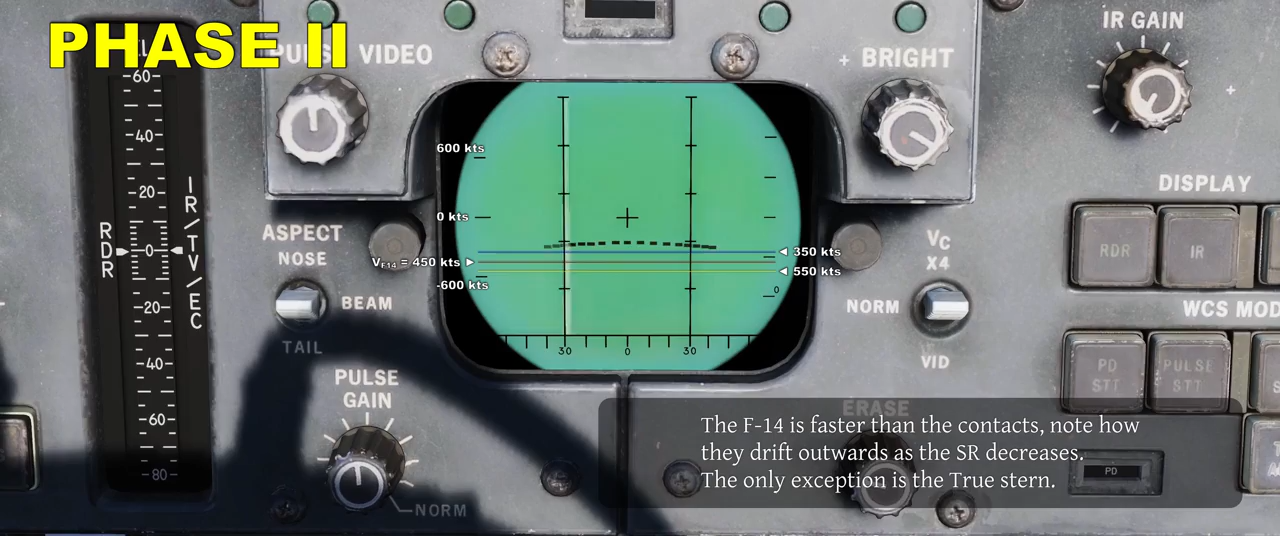 PHASE II
VIDEO
+ BRIGHT
IR GAIN
+
60
40
20
0
20
40
60
80
RDR
IR/TV/EC
600 kts
0 kts
V_F14 = 450 kts
-600 kts
350 kts
550 kts
0
30 0 30
ASPECT
NOSE
BEAM
TAIL
PULSE
GAIN
NORM
DISPLAY
RDR
IR
VC
X4
NORM
VID
WCS MOD
PD
STT
PULSE
STT
ERASE
PD
The F-14 is faster than the contacts, note how
they drift outwards as the SR decreases.
The only exception is the True stern.